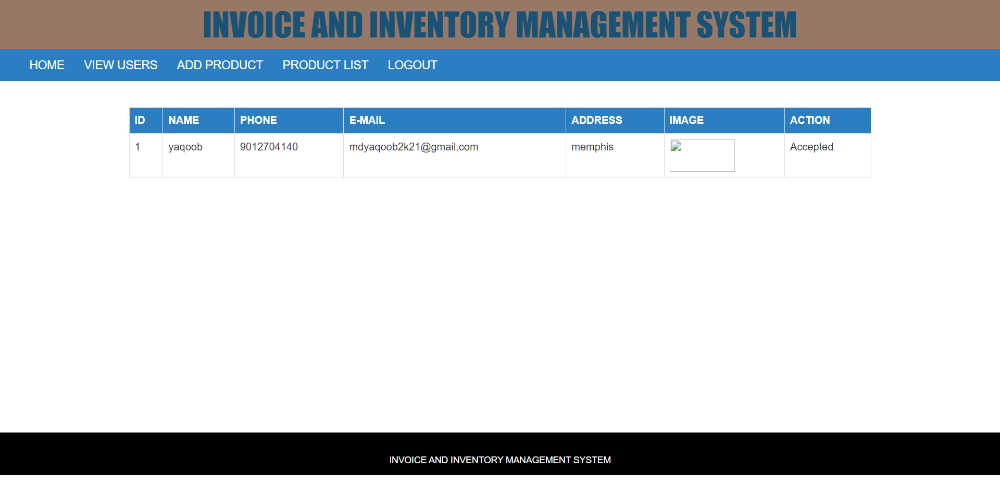 INVOICE AND INVENTORY MANAGEMENT SYSTEM
HOME VIEW USERS ADD PRODUCT PRODUCT LIST LOGOUT
ID NAME PHONE E-MAIL ADDRESS IMAGE ACTION
1 yaqoob 9012704140 mdyaqoob2k21@gmail.com memphis Accepted
INVOICE AND INVENTORY MANAGEMENT SYSTEM